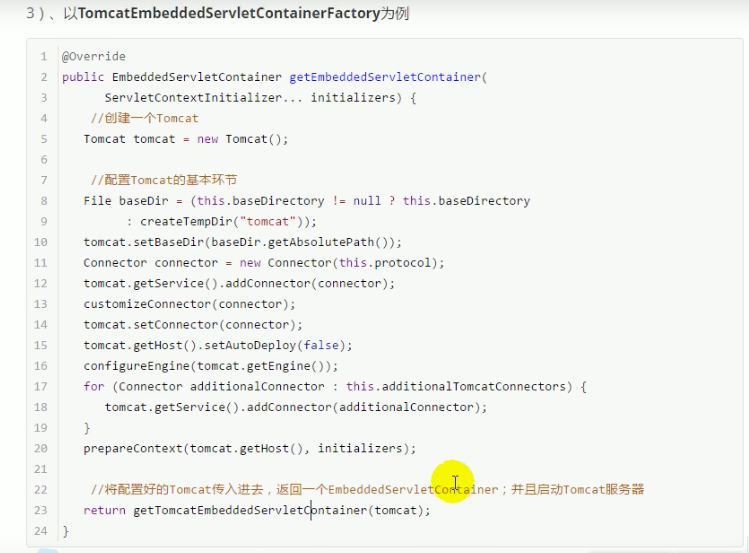 3）、以TomcatEmbeddedServletContainerFactory为例
1 @Override
2 public EmbeddedServletContainer getEmbeddedServletContainer(
3 ServletContextInitializer... initializers) {
4 //创建一个Tomcat
5 Tomcat tomcat = new Tomcat();
6
7 //配置Tomcat的基本环节
8 File baseDir = (this.baseDirectory != null ? this.baseDirectory
9 : createTempDir("tomcat"));
10 tomcat.setBaseDir(baseDir.getAbsolutePath());
11 Connector connector = new Connector(this.protocol);
12 tomcat.getService().addConnector(connector);
13 customizeConnector(connector);
14 tomcat.setConnector(connector);
15 tomcat.getHost().setAutoDeploy(false);
16 configureEngine(tomcat.getEngine());
17 for (Connector additionalConnector : this.additionalTomcatConnectors) {
18 tomcat.getService().addConnector(additionalConnector);
19 }
20 prepareContext(tomcat.getHost(), initializers);
21
22 //将配置好的Tomcat传入进去，返回一个EmbeddedServletContainer；并且启动Tomcat服务器
23 return getTomcatEmbeddedServletContainer(tomcat);
24 }